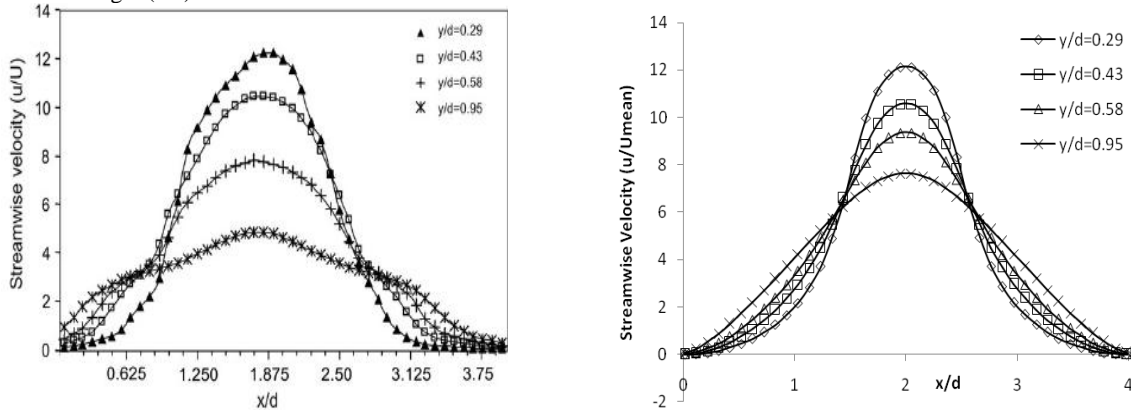 14
12
10
8
6
4
2
0
Streamwise velocity (u/U)
y/d=0.29
y/d=0.43
y/d=0.58
y/d=0.95
0.625 1.250 1.875 2.50 3.125 3.75
x/d
14
12
10
8
6
4
2
0
-2
Streamwise Velocity (u/Umean)
y/d=0.29
y/d=0.43
y/d=0.58
y/d=0.95
0 1 2 3 4
x/d